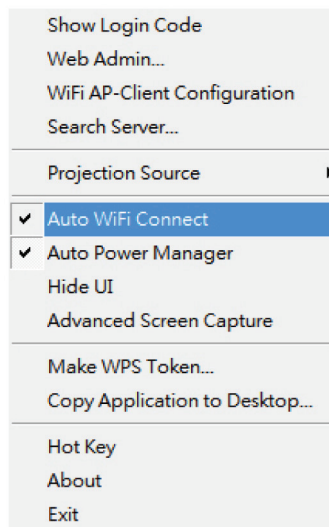 Show Login Code
Web Admin...
WiFi AP-Client Configuration
Search Server...
Projection Source
Auto WiFi Connect
Auto Power Manager
Hide UI
Advanced Screen Capture
Make WPS Token...
Copy Application to Desktop...
Hot Key
About
Exit